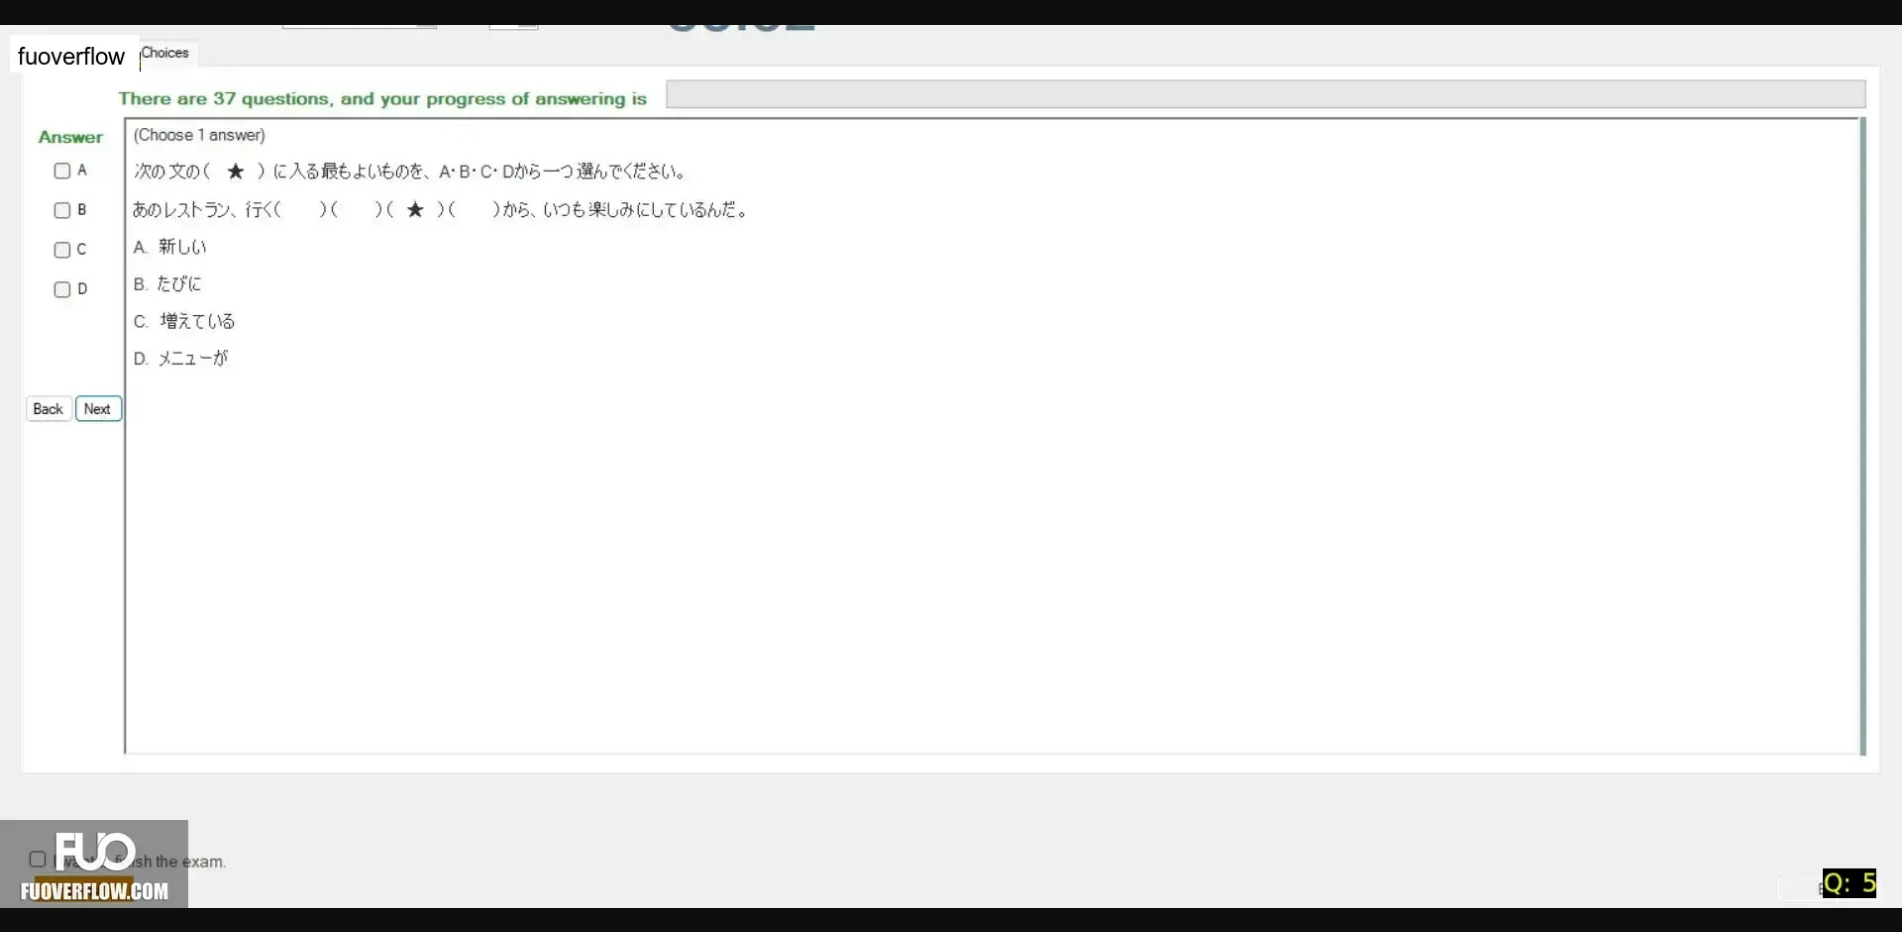 fuoverflow
Choices
There are 37 questions, and your progress of answering is
Answer
(Choose 1 answer)
A
次の文の( ★ )に入る最もよいものを、A・B・C・Dから一つ選んでください。
B
あのレストラン、行く( )( )( ★ )( )から、いつも楽しみにしているんだ。
C
A. 新しい
D
B. たびに
C. 増えている
D. メニューが
Back Next
FUO
the exam.
FUOVERFLOW.COM
Q: 5